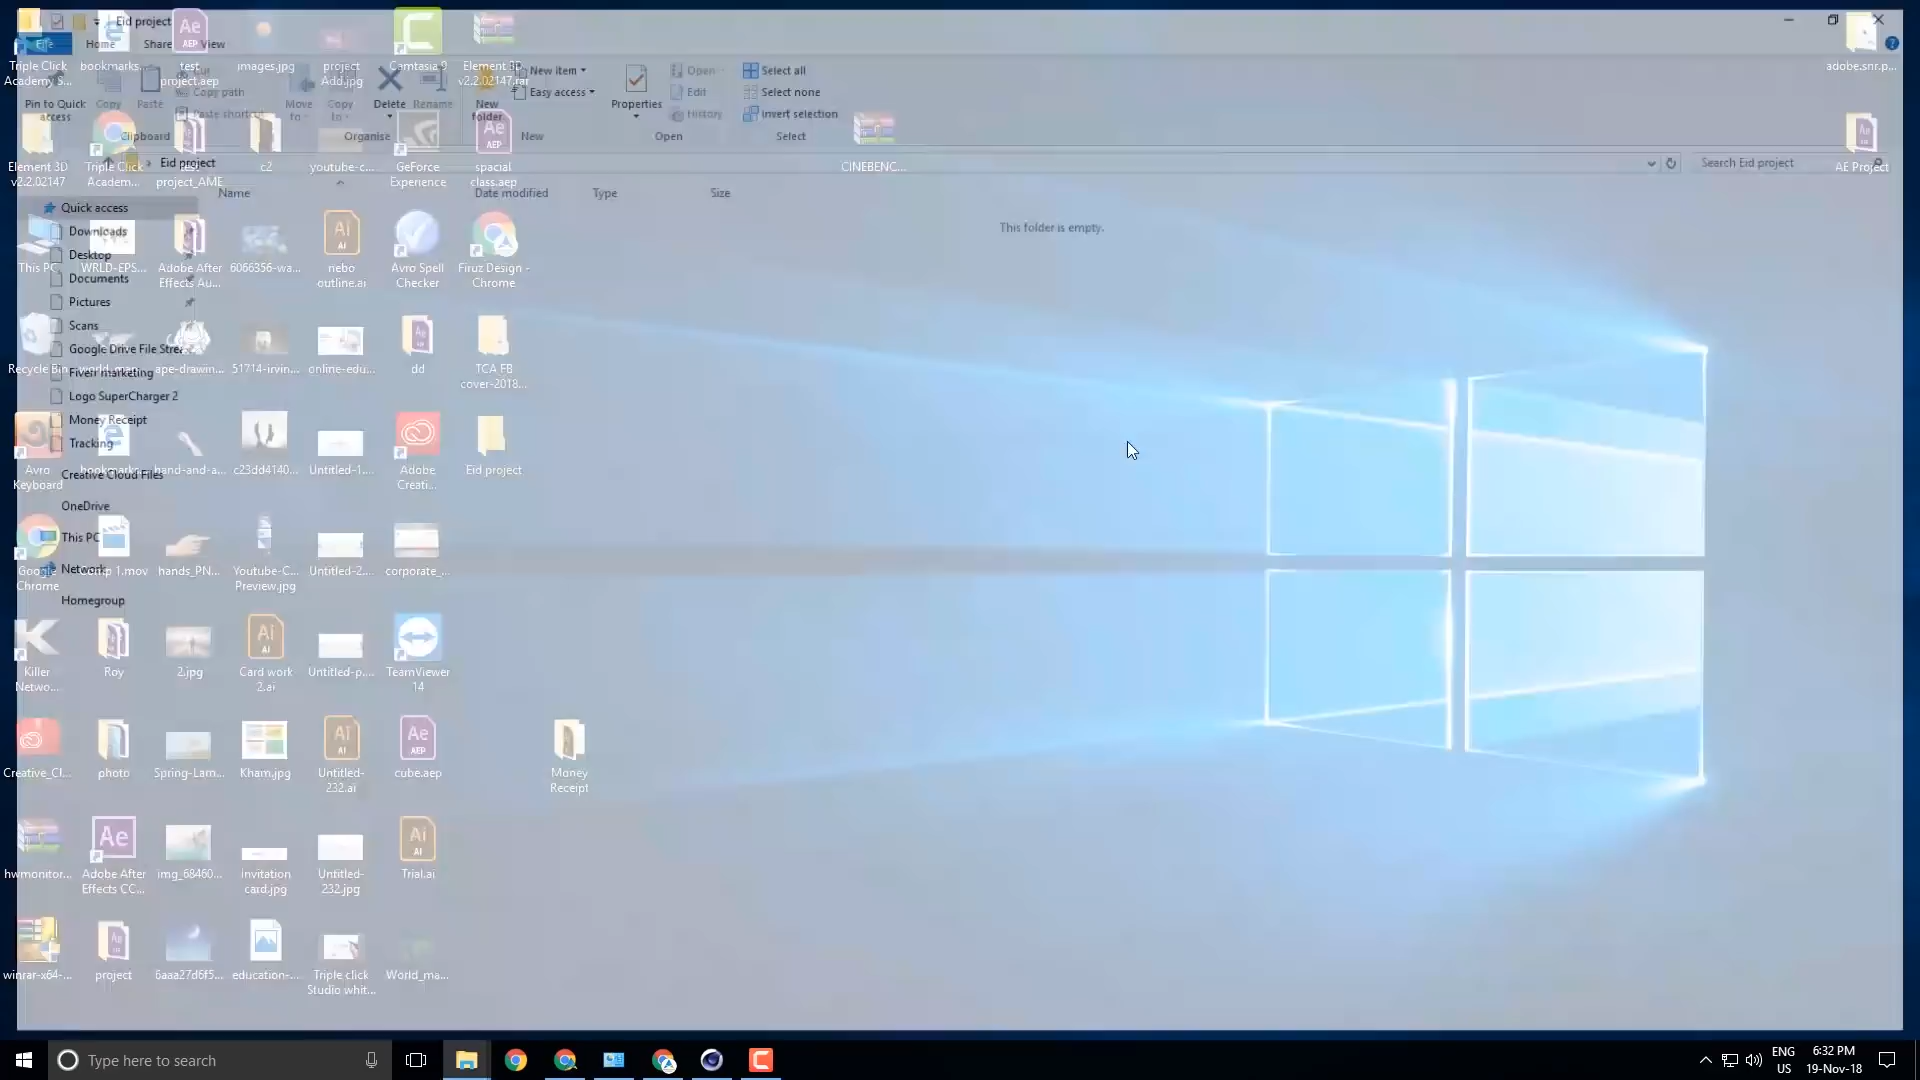 Eid project
File
Home
Share
View
Pin to Quick
access
Copy
Paste
Copy path
Paste shortcut
Move
to
Copy
To
Delete
Rename
New
folder
New item
Easy access
Properties
Open
Edit
History
Select all
Select none
Invert selection
Clipboard
Organise
New
Open
Select
Eid project
Search Eid project
Name
Date modified
Type
Size
This folder is empty.
Quick access
Downloads
Desktop
Documents
Pictures
Scans
Google Drive File Strea
Fiverr marketing
Logo SuperCharger 2
Money Receipt
Tracking
Creative Cloud Files
OneDrive
This PC
Network
Homegroup
Triple Click
Academy S...
bookmarks.
test
project.aep
images.jpg
project
Add.jpg
Camtasia 9
Element 3D
v2.2.02147.rar
adobe.snr.p...
Element 3D
v2.2.02147
Triple Click
Academ...
test
project_AME
c2
youtube-c...
GeForce
Experience
spacial
class.aep
CINEBENC...
AE Project
This PC
WRLD-EPS...
Adobe After
Effects Au...
6066356-wa...
nebo
outline.ai
Avro Spell
Checker
Firuz Design -
Chrome
Recycle Bin
world_map
ape-drawin...
51714-irvin...
online-edu...
dd
TCA FB
cover-2018...
Avro
Keyboard
bookmarks
hand-and-a...
c23dd4140...
Untitled-1....
Adobe
Creati...
Eid project
Google
Chrome
Comp 1.mov
hands_PN...
Youtube-C...
Preview.jpg
Untitled-2....
corporate_...
Killer
Netwo...
Roy
2.jpg
Card work
2.ai
Untitled-p....
TeamViewer
14
Creative_Cl...
photo
Spring-Lam...
Kham.jpg
Untitled-
232.ai
cube.aep
Money
Receipt
hwmonitor...
Adobe After
Effects CC...
img_68460...
invitation
card.jpg
Untitled-
232.jpg
Trial.ai
winrar-x64-...
project
6aaa27d6f5...
education-...
Triple click
Studio whit...
World_ma...
Type here to search
ENG
US
6:32 PM
19-Nov-18